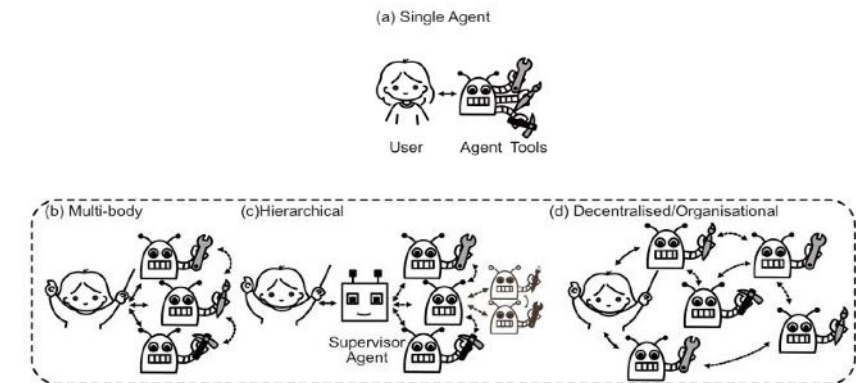 (a) Single Agent
User
Agent Tools
(b) Multi-body
(c)Hierarchical
(d) Decentralised/Organisational
Supervisor
Agent